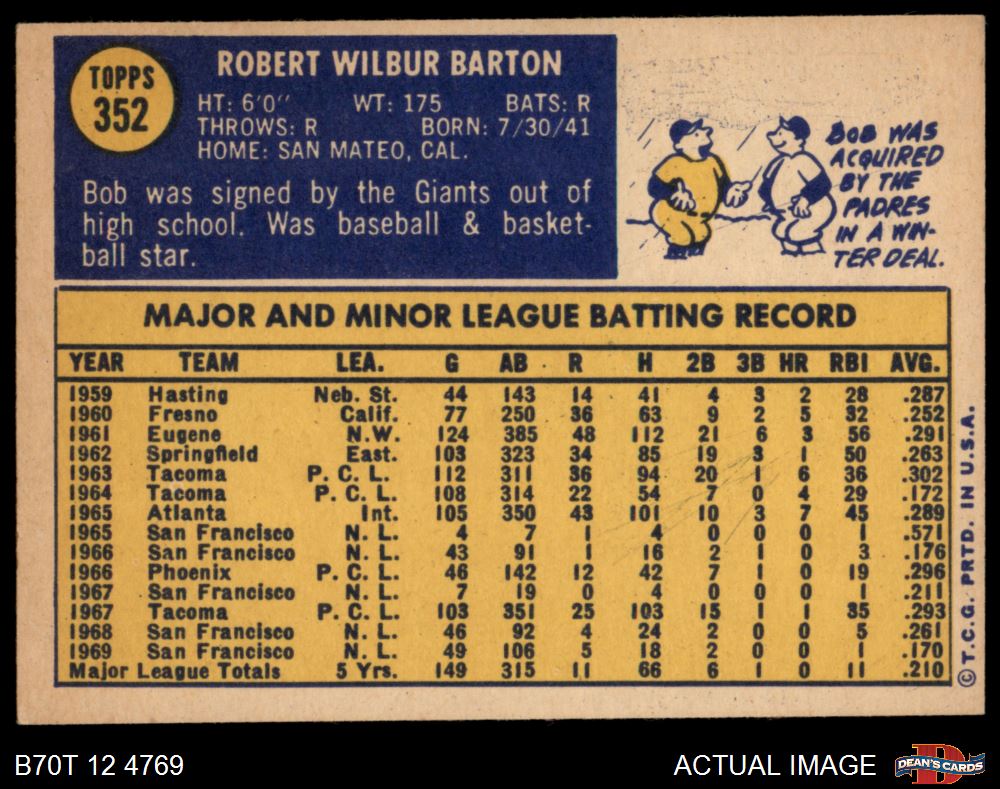 TOPPS
352
ROBERT WILBUR BARTON
HT: 6'0" WT: 175 BATS: R
THROWS: R BORN: 7/30/41
HOME: SAN MATEO, CAL.
Bob was signed by the Giants out of
high school. Was baseball & basket-
ball star.
BOB WAS
ACQUIRED
BY THE
PADRES
IN A WIN-
TER DEAL.
MAJOR AND MINOR LEAGUE BATTING RECORD
YEAR TEAM LEA. G AB R H 2B 3B HR RBI AVG.
1959 Hasting Neb. St. 44 143 14 41 4 3 2 28 .287
1960 Fresno Calif. 77 250 36 63 9 2 5 32 .252
1961 Eugene N.W. 124 385 48 112 21 6 3 56 .291
1962 Springfield East. 103 323 34 85 19 3 1 50 .263
1963 Tacoma P. C. L. 112 311 36 94 20 1 6 36 .302
1964 Tacoma P. C. L. 108 314 22 54 7 0 4 29 .172
1965 Atlanta Int. 105 350 43 101 10 3 7 45 .289
1965 San Francisco N. L. 4 7 1 4 0 0 0 1 .571
1966 San Francisco N. L. 43 91 1 16 2 1 0 3 .176
1966 Phoenix P. C. L. 46 142 12 42 7 1 0 19 .296
1967 San Francisco N. L. 7 19 0 4 0 0 0 1 .211
1967 Tacoma P. C. L. 103 351 25 103 15 1 1 35 .293
1968 San Francisco N. L. 46 92 4 24 2 0 0 5 .261
1969 San Francisco N. L. 49 106 5 18 2 0 0 1 .170
Major League Totals 5 Yrs. 149 315 11 66 6 1 0 11 .210
© T.C.G. PRTD. IN U.S.A.
B70T 12 4769
ACTUAL IMAGE
D
DEAN'S CARDS